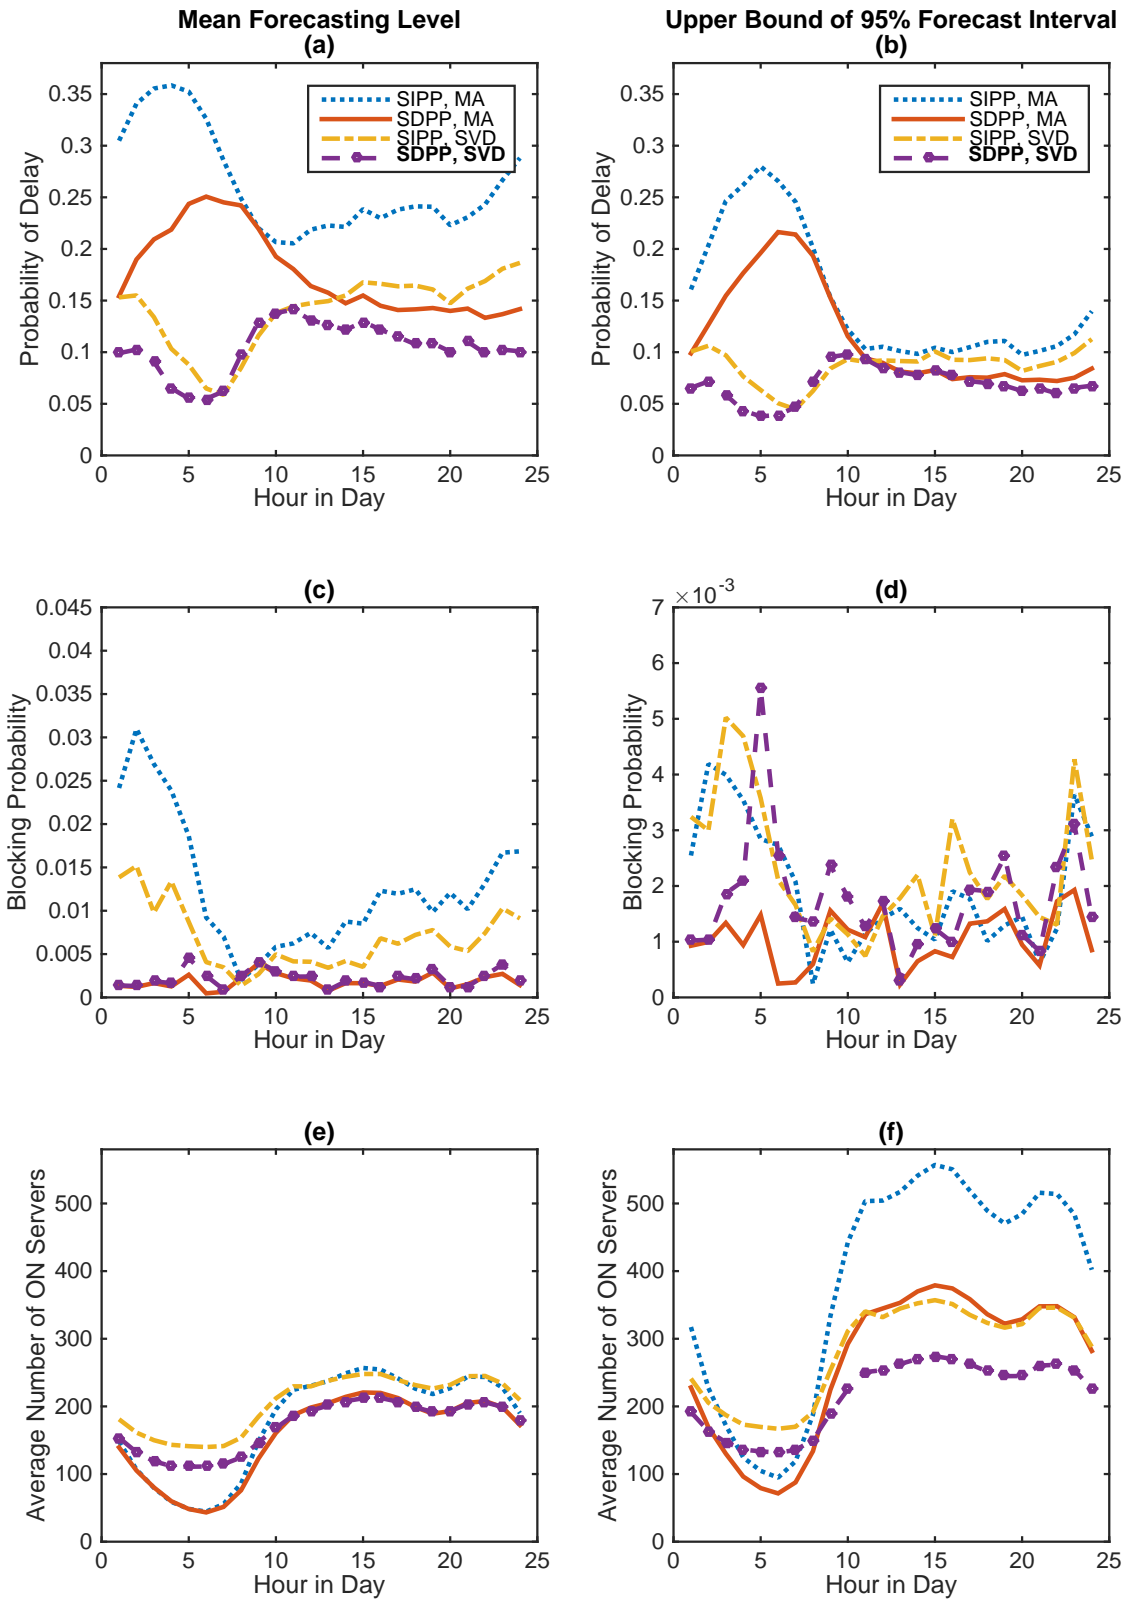 Mean Forecasting Level
(a)
Probability of Delay
0.35
0.3
0.25
0.2
0.15
0.1
0.05
0
SIPP, MA
SDPP, MA
SIPP, SVD
SDPP, SVD
0 5 10 15 20 25
Hour in Day
Upper Bound of 95% Forecast Interval
(b)
Probability of Delay
0.35
0.3
0.25
0.2
0.15
0.1
0.05
0
SIPP, MA
SDPP, MA
SIPP, SVD
SDPP, SVD
0 5 10 15 20 25
Hour in Day
(c)
Blocking Probability
0.045
0.04
0.035
0.03
0.025
0.02
0.015
0.01
0.005
0
0 5 10 15 20 25
Hour in Day
(d)
×10-3
Blocking Probability
7
6
5
4
3
2
1
0
0 5 10 15 20 25
Hour in Day
(e)
Average Number of ON Servers
500
400
300
200
100
0
0 5 10 15 20 25
Hour in Day
(f)
Average Number of ON Servers
500
400
300
200
100
0
0 5 10 15 20 25
Hour in Day